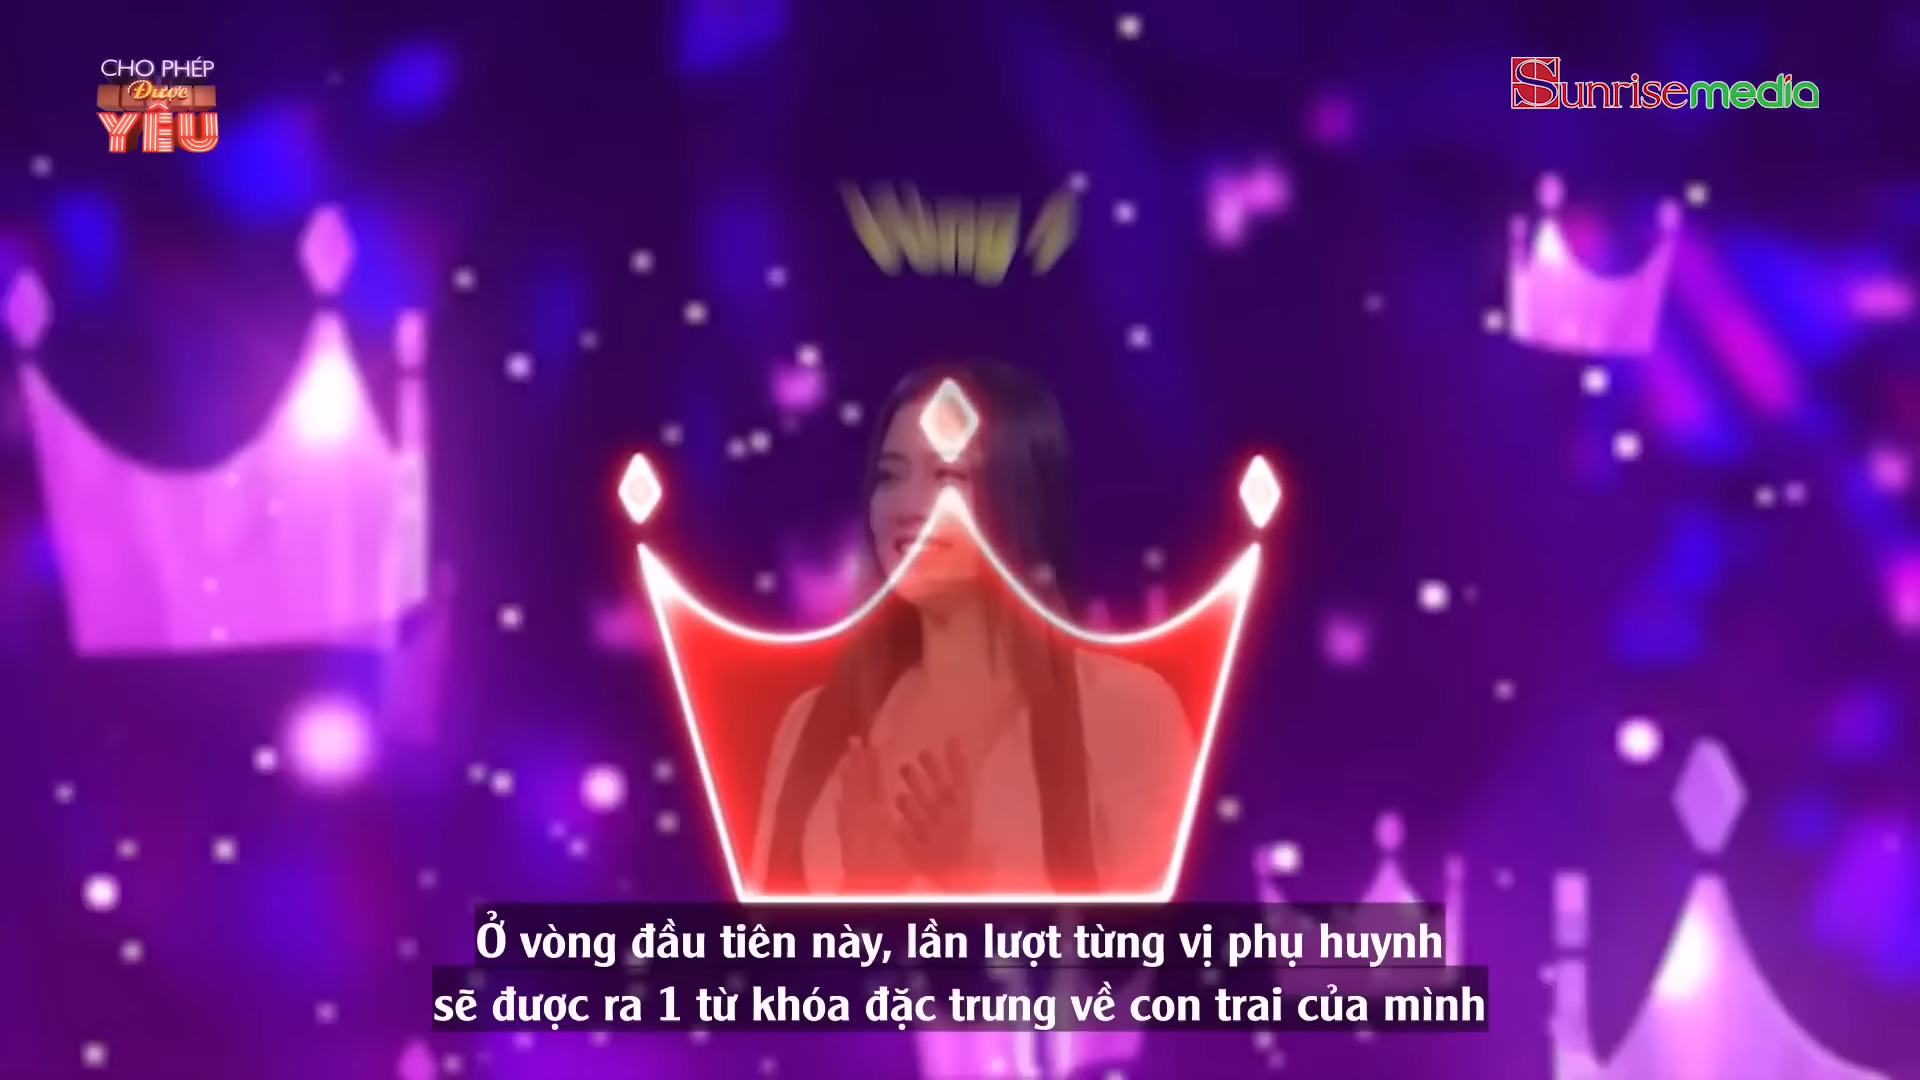 CHO PHÉP
Được
YÊU
Sunrisemedia
Ở vòng đầu tiên này, lần lượt từng vị phụ huynh
sẽ được ra 1 từ khóa đặc trưng về con trai của mình